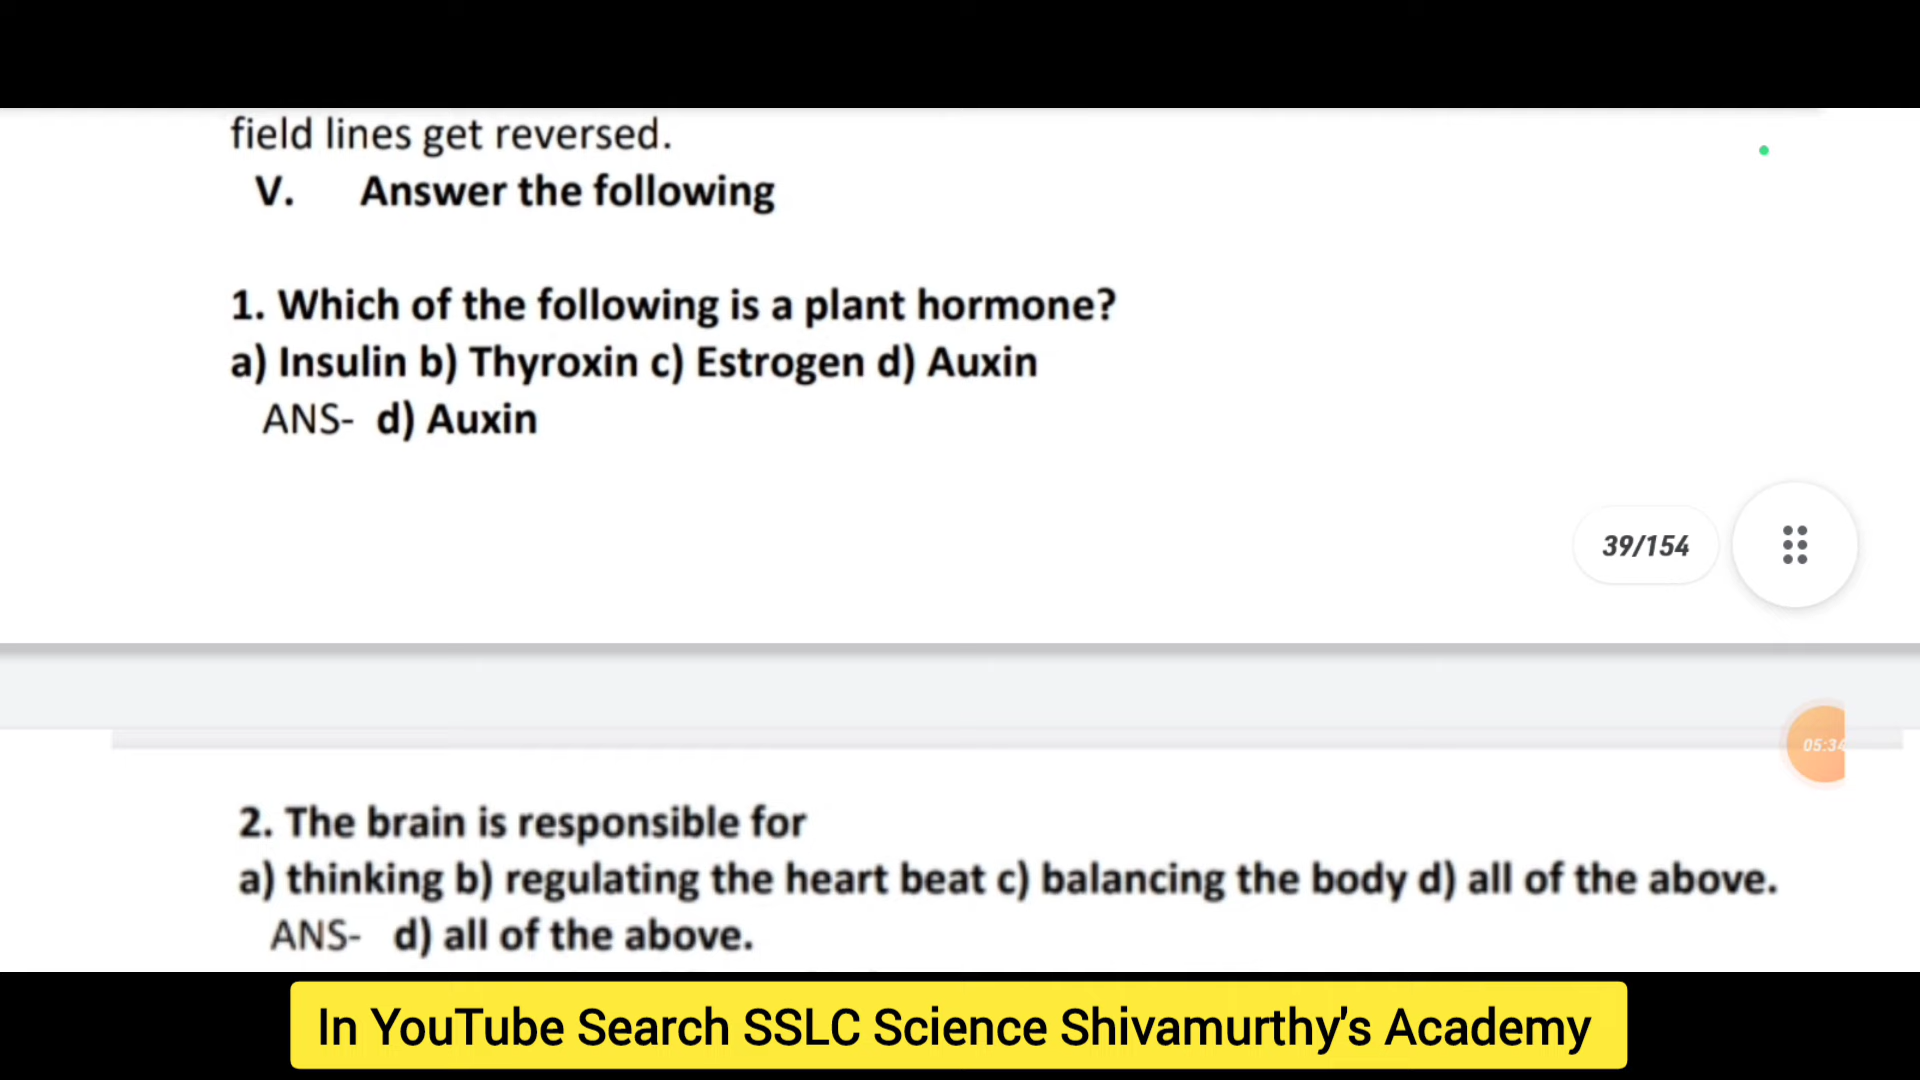 field lines get reversed.
V. Answer the following
1. Which of the following is a plant hormone?
a) Insulin b) Thyroxin c) Estrogen d) Auxin
ANS- d) Auxin
39/154
05:34
2. The brain is responsible for
a) thinking b) regulating the heart beat c) balancing the body d) all of the above.
ANS- d) all of the above.
In YouTube Search SSLC Science Shivamurthy's Academy